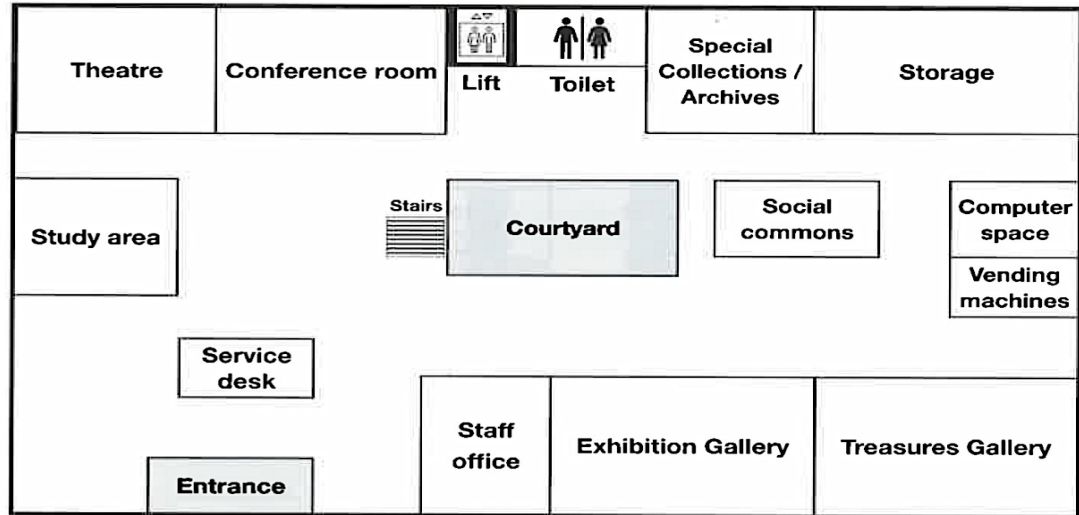 Theatre
Conference room
Lift
Toilet
Special
Collections /
Archives
Storage
Study area
Stairs
Courtyard
Social
commons
Computer
space
Vending
machines
Service
desk
Staff
office
Exhibition Gallery
Treasures Gallery
Entrance